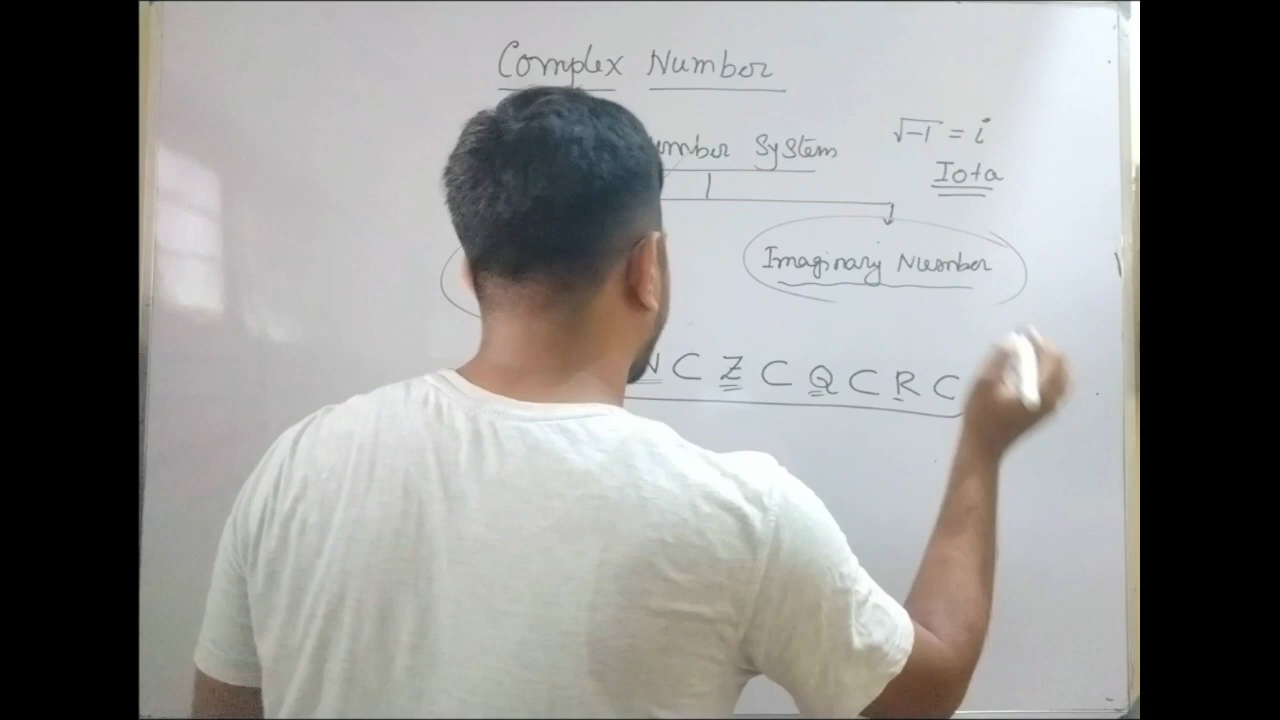 Complex Number
umber System
√-1 = i
Iota
Imaginary Number
N ⊂ Z ⊂ Q ⊂ R ⊂